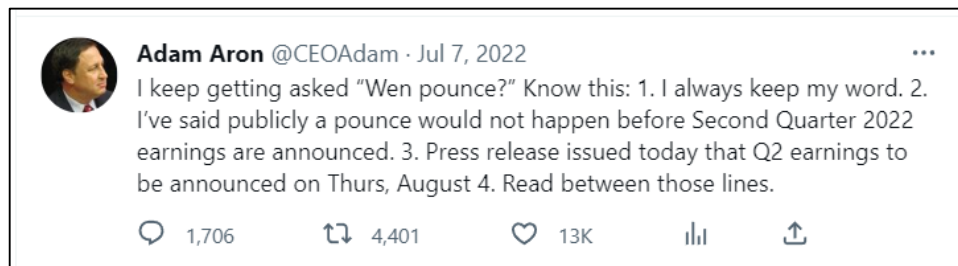 Adam Aron @CEOAdam · Jul 7, 2022
I keep getting asked “Wen pounce?” Know this: 1. I always keep my word. 2.
I’ve said publicly a pounce would not happen before Second Quarter 2022
earnings are announced. 3. Press release issued today that Q2 earnings to
be announced on Thurs, August 4. Read between those lines.
1,706 4,401 13K